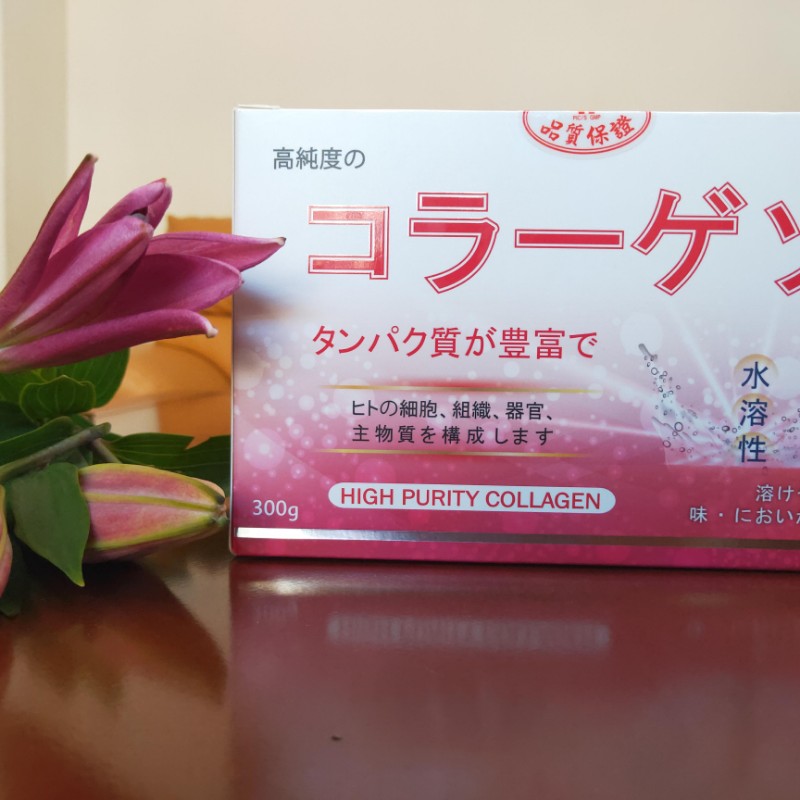 品質保證
高純度の
コラーゲン
タンパク質が豊富で
水溶性
ヒトの細胞、組織、器官、
主物質を構成します
HIGH PURITY COLLAGEN
300g
溶け
味・においが